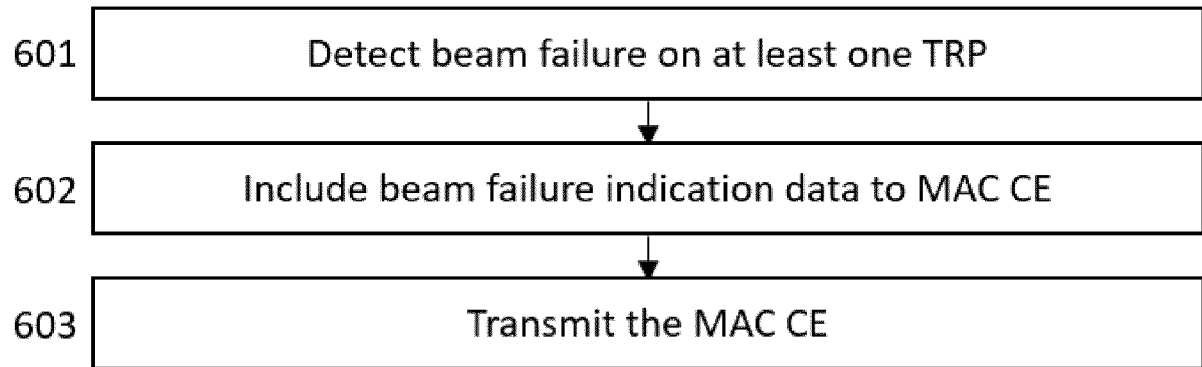 601 Detect beam failure on at least one TRP
602 Include beam failure indication data to MAC CE
603 Transmit the MAC CE